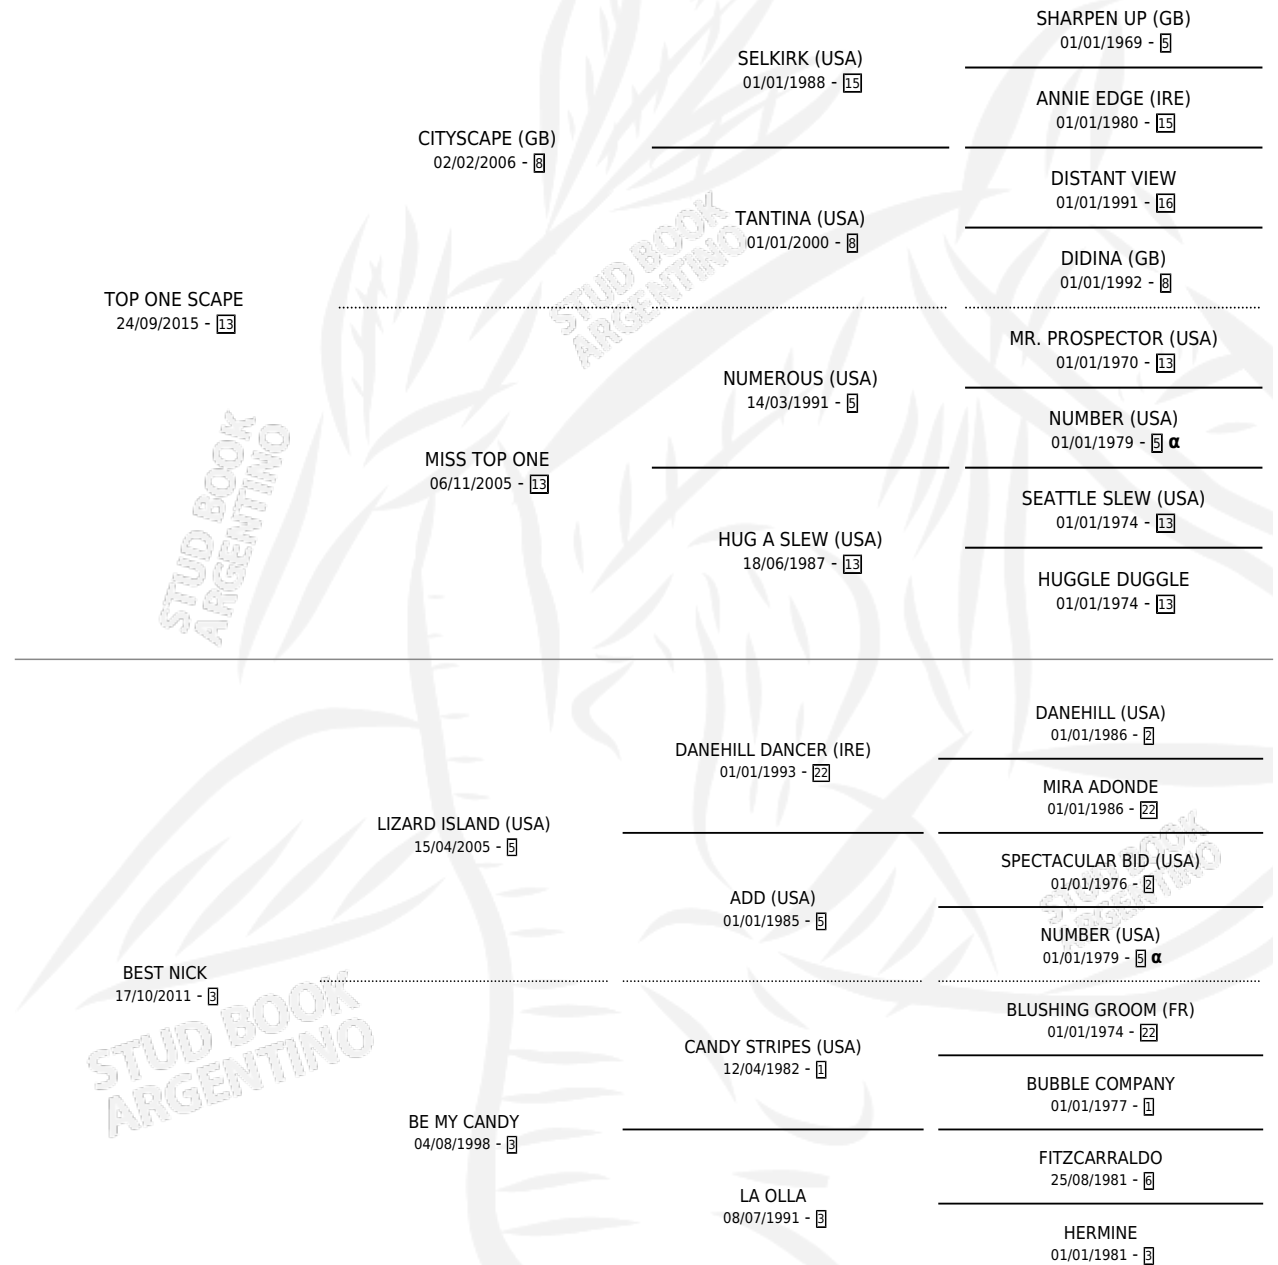 SHARPEN UP (GB)
01/01/1969 - 5
SELKIRK (USA)
01/01/1988 - 15
ANNIE EDGE (IRE)
01/01/1980 - 15
CITYSCAPE (GB)
02/02/2006 - 8
DISTANT VIEW
01/01/1991 - 16
TANTINA (USA)
01/01/2000 - 8
DIDINA (GB)
01/01/1992 - 8
STUD BOOK
ARGENTINO
TOP ONE SCAPE
24/09/2015 - 13
MR. PROSPECTOR (USA)
01/01/1970 - 13
NUMEROUS (USA)
14/03/1991 - 5
NUMBER (USA)
01/01/1979 - 5 α
MISS TOP ONE
06/11/2005 - 13
SEATTLE SLEW (USA)
01/01/1974 - 13
HUG A SLEW (USA)
18/06/1987 - 13
HUGGLE DUGGLE
01/01/1974 - 13
STUD BOOK
ARGENTINO
DANEHILL (USA)
01/01/1986 - 2
DANEHILL DANCER (IRE)
01/01/1993 - 22
MIRA ADONDE
01/01/1986 - 22
LIZARD ISLAND (USA)
15/04/2005 - 5
SPECTACULAR BID (USA)
01/01/1976 - 2
ADD (USA)
01/01/1985 - 5
NUMBER (USA)
01/01/1979 - 5 α
STUD BOOK
ARGENTINO
BEST NICK
17/10/2011 - 3
BLUSHING GROOM (FR)
01/01/1974 - 22
CANDY STRIPES (USA)
12/04/1982 - 1
BUBBLE COMPANY
01/01/1977 - 1
BE MY CANDY
04/08/1998 - 3
FITZCARRALDO
25/08/1981 - 6
LA OLLA
08/07/1991 - 3
HERMINE
01/01/1981 - 3
STUD BOOK
ARGENTINO